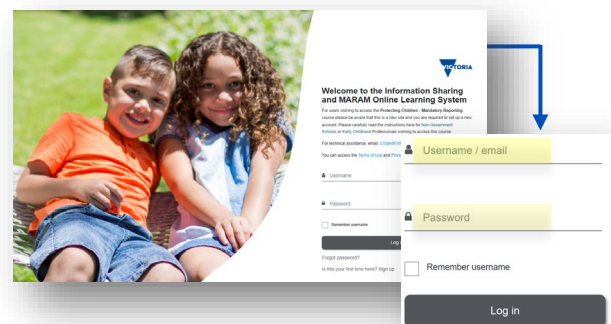 VICTORIA
Welcome to the Information Sharing
and MARAM Online Learning System
For users wishing to access the Protecting Children - Mandatory Reporting
course please be aware that this is a new site and you are required to set up a new
account. Please carefully read the instructions here for Non-Government
Schools or Early Childhood Professionals wishing to access this course.
For technical assistance, email:
You can access the Terms of Use and
Username
Password
Remember username
Log
Forgot password?
Is this your first time here? Sign up
Username / email
Password
Remember username
Log in